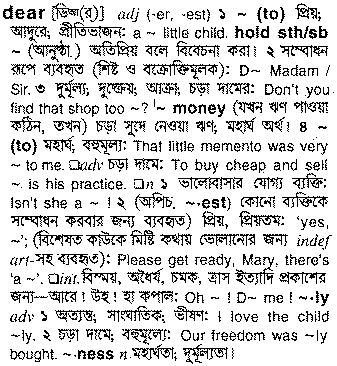 dear [ডিআ(র)] adj (-er, -est) ১ ~ (to) প্রিয়;
আদুরে; প্রীতিভাজন: a ~ little child. hold sth/sb
~ (আনুষ্ঠা.) অতিপ্রিয় বলে বিবেচনা করা। ২ সম্বোধন
রূপে ব্যবহৃত (শিষ্ট ও বক্রোক্তিমূলক): D~ Madam /
Sir. ৩ দুর্মূল্য; দুষ্ক্রেয়; আক্রা; চড়া দামের: Don't you
find that shop too ~? ~ money (যখন ঋণ পাওয়া
কঠিন, তখন) চড়া সুদে নেওয়া ঋণ; মহার্ঘ অর্থ। ৪ ~
(to) মহার্ঘ; বহুমূল্য: That little memento was very
~ to me. □adv চড়া দামে: To buy cheap and sell
~ is his practice. □n ১ ভালোবাসার যোগ্য ব্যক্তি:
Isn't she a ~ ! ২ (অপিচ. ~.est) কোনো ব্যক্তিকে
সম্বোধন করবার জন্য ব্যবহৃত) প্রিয়, প্রিয়তম: 'yes,
~'; (বিশেষত কাউকে মিষ্টি কথায় ভোলানোর জন্য indef
art-সহ ব্যবহৃত): Please get ready, Mary, there's
'a ~'. □int. বিস্ময়, অধৈর্য, চমক, ত্রাস ইত্যাদি প্রকাশের
জন্য—আরে ! উহ ! হা কপাল: Oh ~ ! D~ me ! ~.ly
adv ১ অত্যন্ত; সাংঘাতিক; ভীষণ: I love the child
~ly. ২ চড়া দামে; বহুমূল্যে: Our freedom was ~ly
bought. ~.ness n মহার্ঘতা; দুর্মূল্যতা।